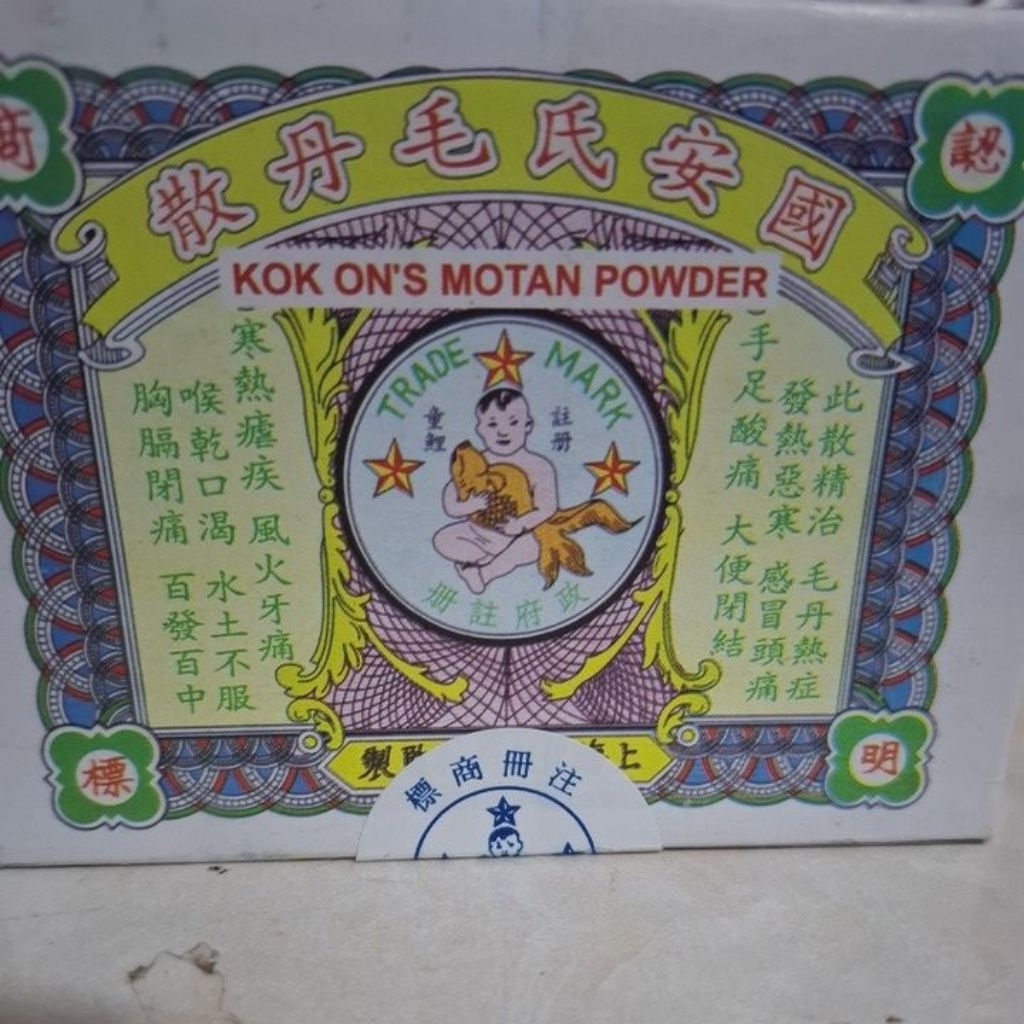 國安氏毛丹散
KOK ON'S MOTAN POWDER
認
明
商
標
此散精治 毛丹熱症
發熱惡寒 感冒頭痛
手足酸痛 大便閉結
TRADE MARK
註册
童鯉
政府註册
寒熱瘧疾 風火牙痛
喉乾口渴 水土不服
胸膈閉痛 百發百中
上
製
注冊商標